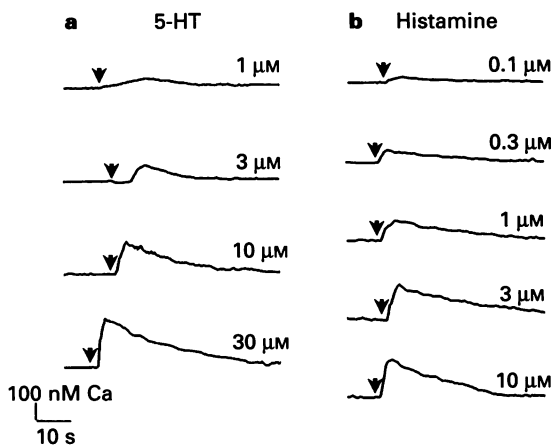 a 5-HT
1 µM
3 µM
10 µM
30 µM
100 nM Ca
10 s
b Histamine
0.1 µM
0.3 µM
1 µM
3 µM
10 µM